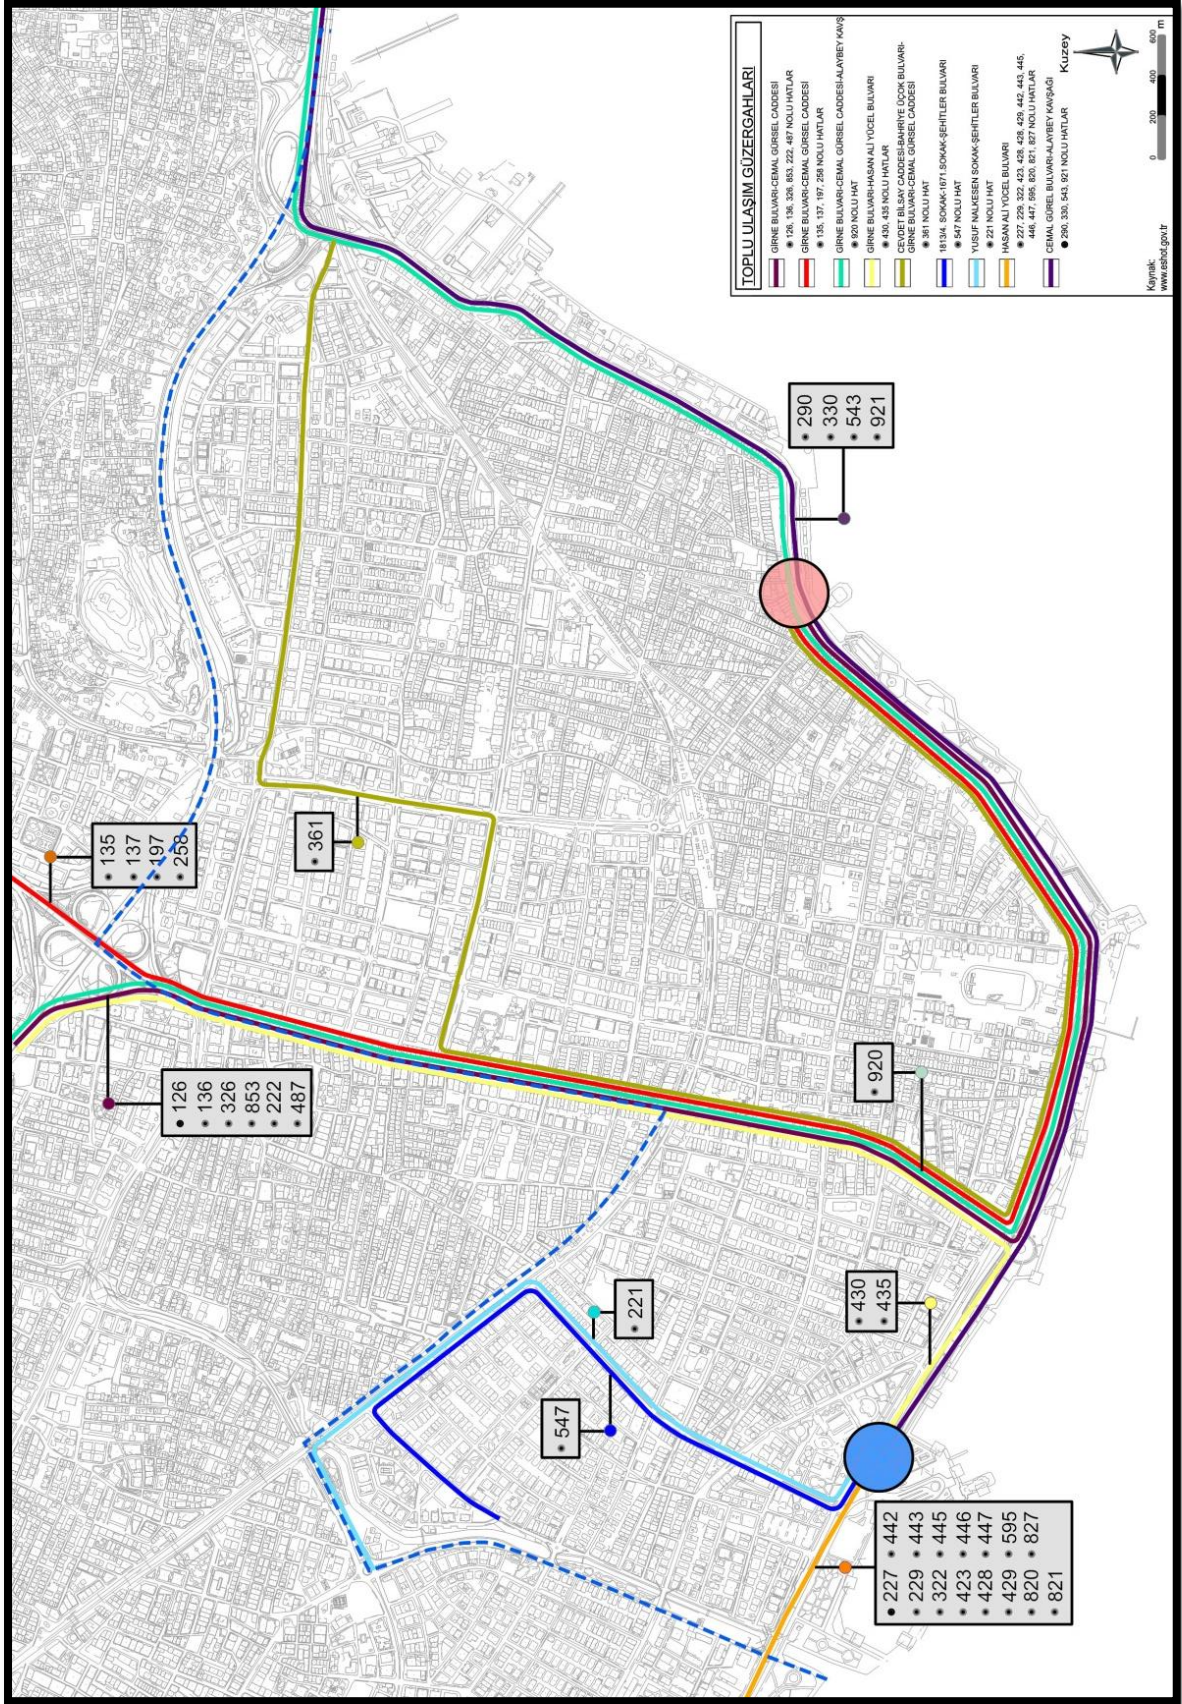 TOPLU ULAŞIM GÜZERGAHLARI
GİRNE BULVARI-CEMAL GÜRSEL CADDESİ
126, 136, 326, 853, 222, 487 NOLU HATLAR
GİRNE BULVARI-CEMAL GÜRSEL CADDESİ
135, 137, 197, 258 NOLU HATLAR
GİRNE BULVARI-CEMAL GÜRSEL CADDESİ-ALAYBEY KAVŞ
920 NOLU HAT
GİRNE BULVARI-HASAN ALİ YÜCEL BULVARI
430, 435 NOLU HATLAR
CEVDET BİLSAY CADDESİ-BAHRİYE ÜÇOK BULVARI-
GİRNE BULVARI-CEMAL GÜRSEL CADDESİ
361 NOLU HAT
1813/4. SOKAK-1671.SOKAK-ŞEHİTLER BULVARI
547 NOLU HAT
YUSUF NALKESEN SOKAK-ŞEHİTLER BULVARI
221 NOLU HAT
HASAN ALİ YÜCEL BULVARI
227, 229, 322, 423, 428, 428, 429, 442, 443, 445,
446, 447, 595, 820, 821, 827 NOLU HATLAR
CEMAL GÜREL BULVARI-ALAYBEY KAVŞAĞI
290, 330, 543, 921 NOLU HATLAR
Kuzey
0 200 400 600 m
Kaynak:
www.eshot.gov.tr
290
330
543
921
135
137
197
258
361
126
136
326
853
222
487
920
430
435
221
547
227 442
229 443
322 445
423 446
428 447
429 595
820 827
821